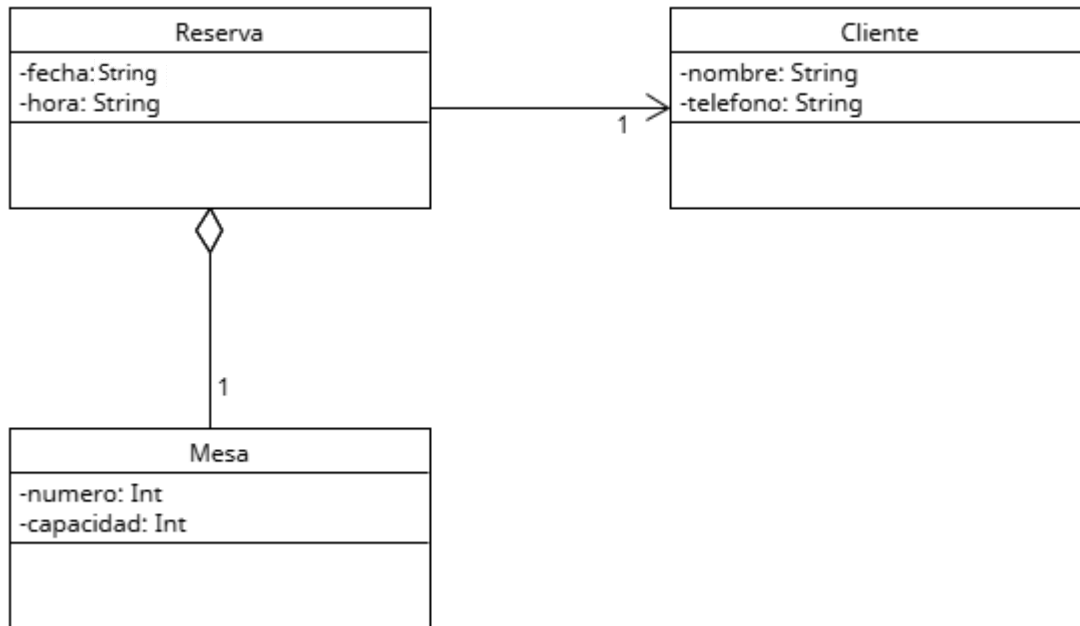 Reserva
-fecha: String
-hora: String
Cliente
-nombre: String
-telefono: String
1
1
Mesa
-numero: Int
-capacidad: Int